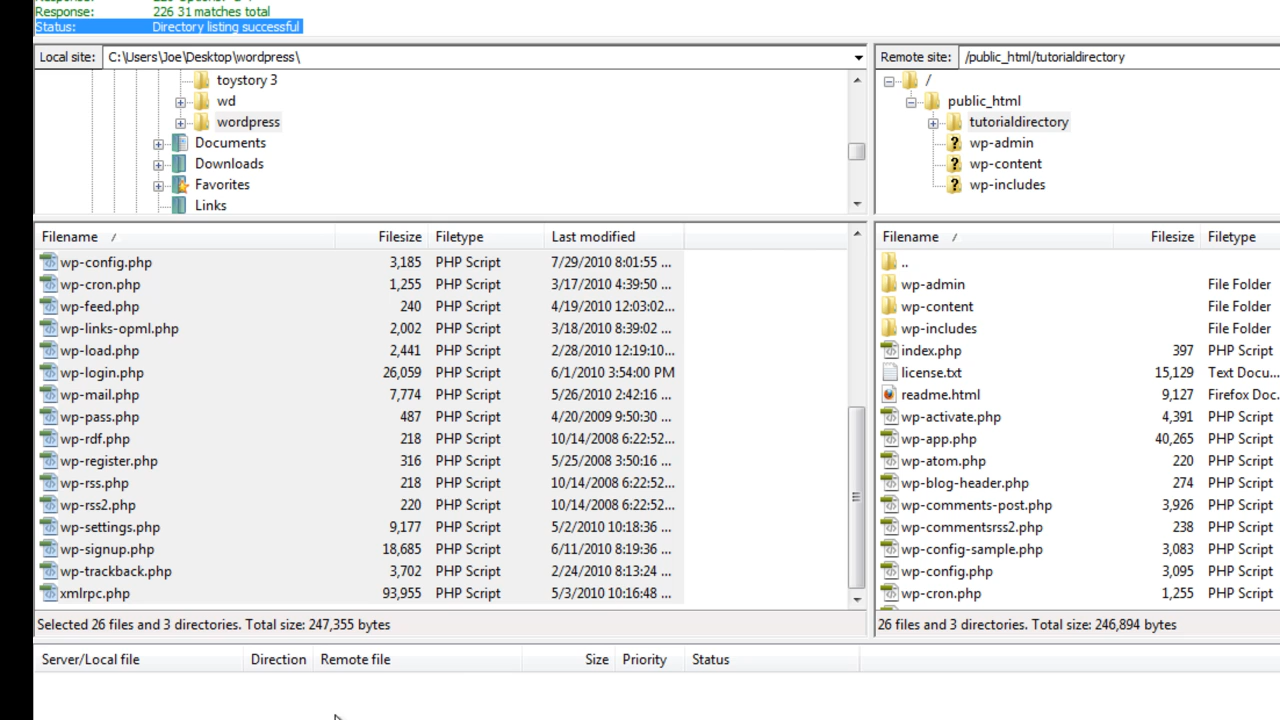 Response: 226 31 matches total
Status: Directory listing successful
Local site: C:\Users\Joe\Desktop\wordpress\
toystory 3
wd
wordpress
Documents
Downloads
Favorites
Links
Remote site: /public_html/tutorialdirectory
/
public_html
tutorialdirectory
? wp-admin
? wp-content
? wp-includes
Filename / Filesize Filetype Last modified
wp-config.php 3,185 PHP Script 7/29/2010 8:01:55 ...
wp-cron.php 1,255 PHP Script 3/17/2010 4:39:50 ...
wp-feed.php 240 PHP Script 4/19/2010 12:03:02...
wp-links-opml.php 2,002 PHP Script 3/18/2010 8:39:02 ...
wp-load.php 2,441 PHP Script 2/28/2010 12:19:10...
wp-login.php 26,059 PHP Script 6/1/2010 3:54:00 PM
wp-mail.php 7,774 PHP Script 5/26/2010 2:42:16 ...
wp-pass.php 487 PHP Script 4/20/2009 9:50:30 ...
wp-rdf.php 218 PHP Script 10/14/2008 6:22:52...
wp-register.php 316 PHP Script 5/25/2008 3:50:16 ...
wp-rss.php 218 PHP Script 10/14/2008 6:22:52...
wp-rss2.php 220 PHP Script 10/14/2008 6:22:52...
wp-settings.php 9,177 PHP Script 5/2/2010 10:18:36 ...
wp-signup.php 18,685 PHP Script 6/11/2010 8:19:36 ...
wp-trackback.php 3,702 PHP Script 2/24/2010 8:13:24 ...
xmlrpc.php 93,955 PHP Script 5/3/2010 10:16:48 ...
Selected 26 files and 3 directories. Total size: 247,355 bytes
Filename / Filesize Filetype
..
wp-admin File Folder
wp-content File Folder
wp-includes File Folder
index.php 397 PHP Script
license.txt 15,129 Text Docu...
readme.html 9,127 Firefox Doc...
wp-activate.php 4,391 PHP Script
wp-app.php 40,265 PHP Script
wp-atom.php 220 PHP Script
wp-blog-header.php 274 PHP Script
wp-comments-post.php 3,926 PHP Script
wp-commentsrss2.php 238 PHP Script
wp-config-sample.php 3,083 PHP Script
wp-config.php 3,095 PHP Script
wp-cron.php 1,255 PHP Script
26 files and 3 directories. Total size: 246,894 bytes
Server/Local file Direction Remote file Size Priority Status